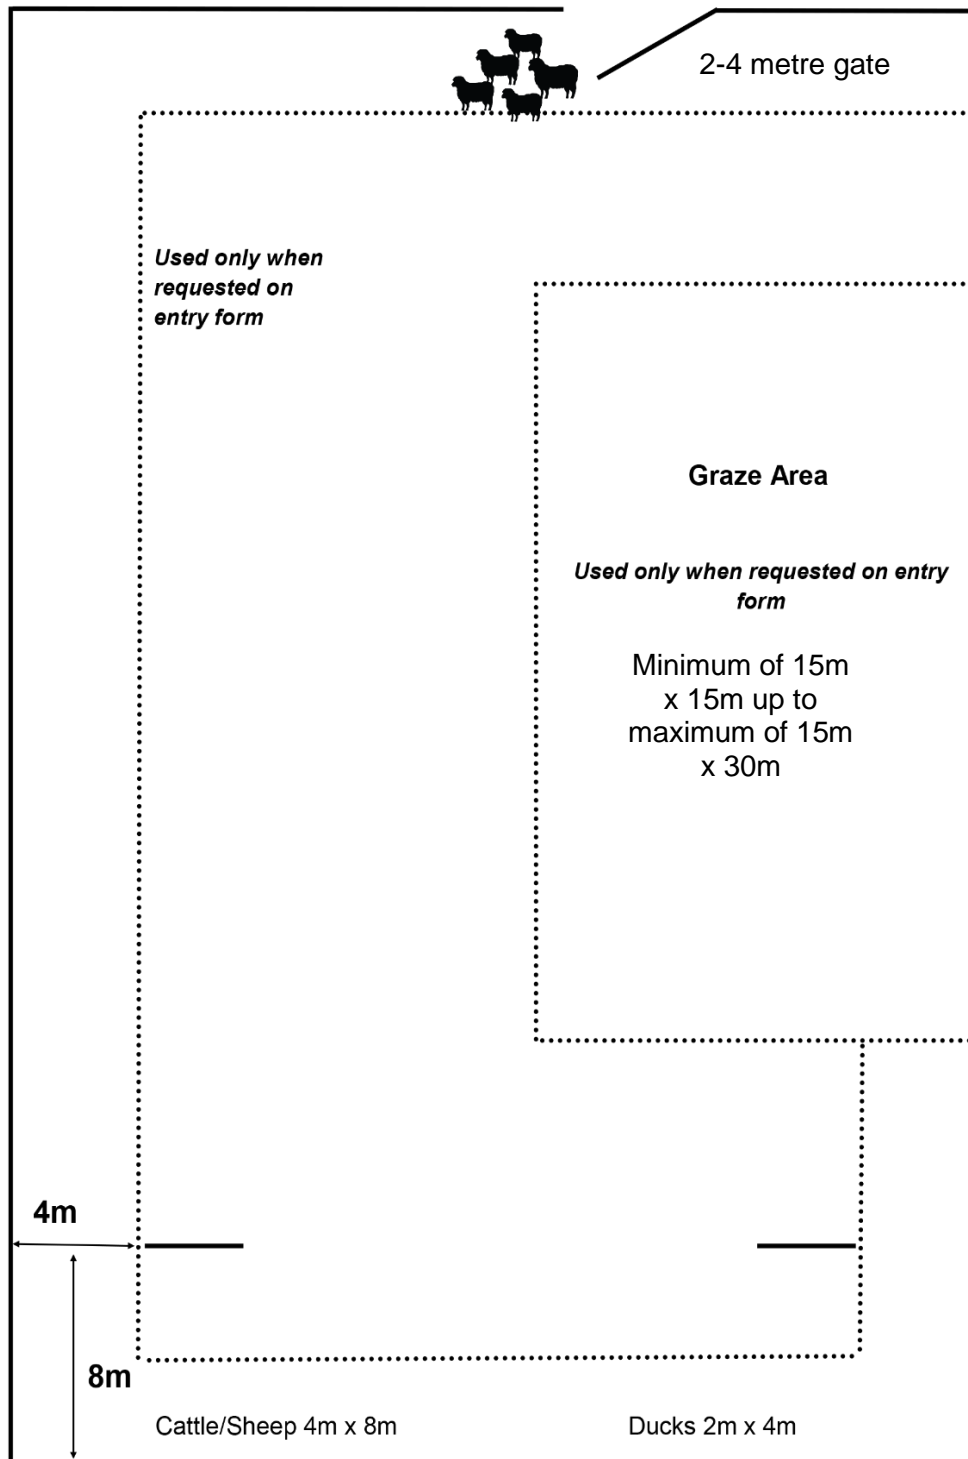 2-4 metre gate
Used only when
requested on
entry form
Graze Area
Used only when requested on entry
form
Minimum of 15m
x 15m up to
maximum of 15m
x 30m
4m
8m
Cattle/Sheep 4m x 8m
Ducks 2m x 4m